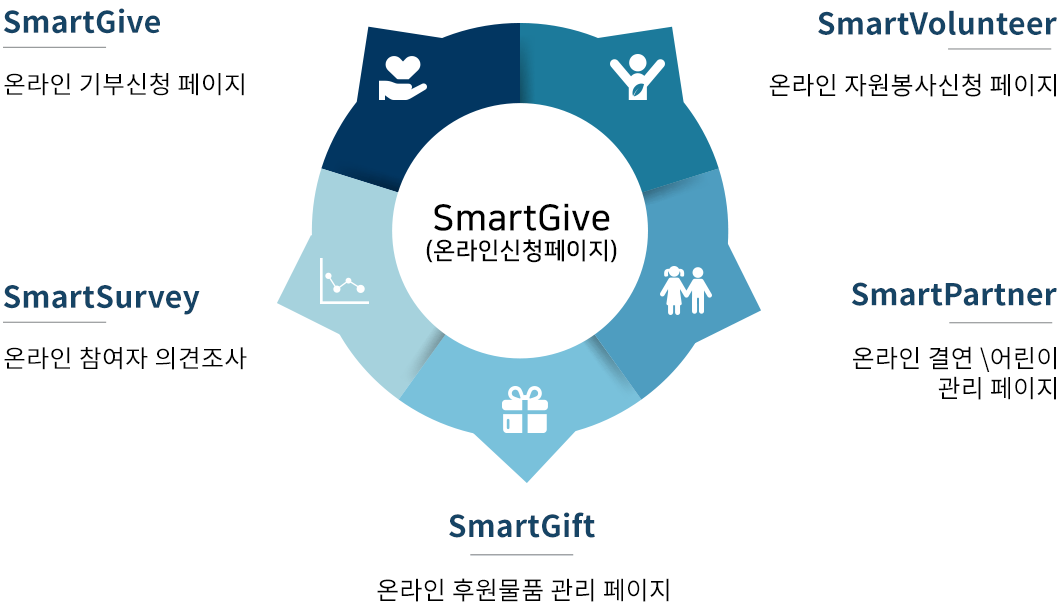 SmartGive
온라인 기부신청 페이지
SmartVolunteer
온라인 자원봉사신청 페이지
SmartGive
(온라인신청페이지)
SmartSurvey
온라인 참여자 의견조사
SmartPartner
온라인 결연 \어린이
관리 페이지
SmartGift
온라인 후원물품 관리 페이지